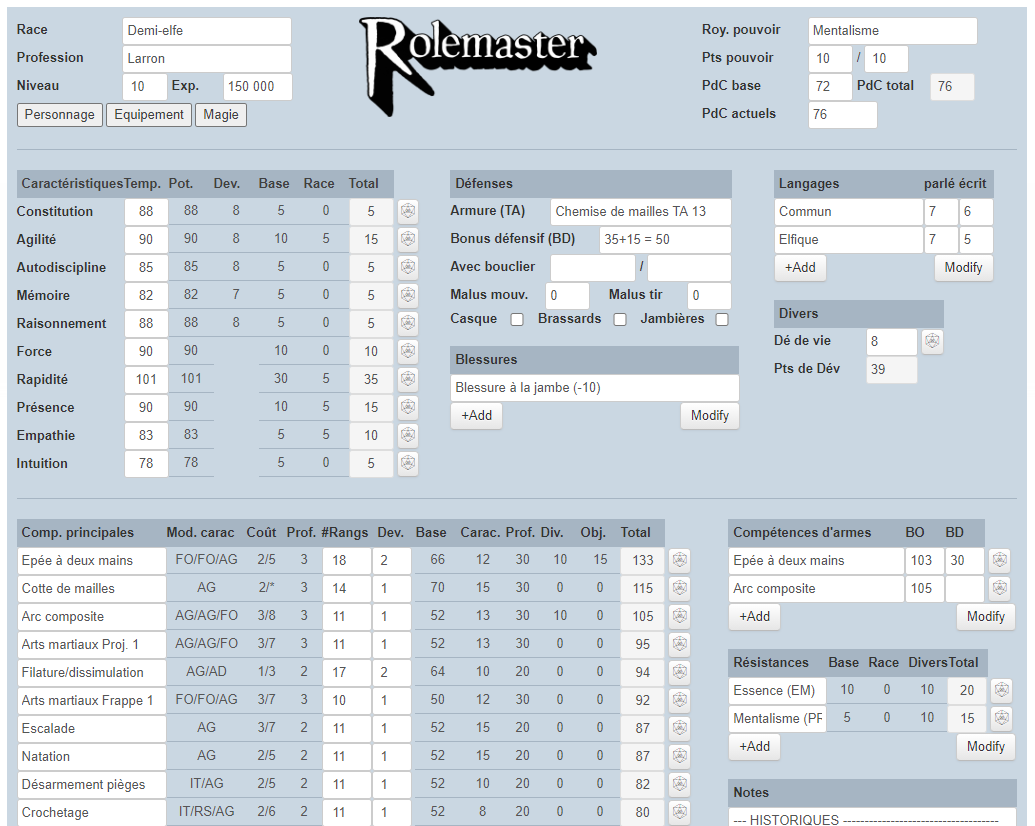 Race Demi-elfe
Profession Larron
Niveau 10 Exp. 150 000
Personnage Equipement Magie
Rolemaster
Roy. pouvoir Mentalisme
Pts pouvoir 10 / 10
PdC base 72 PdC total 76
PdC actuels 76
Caractéristiques Temp. Pot. Dev. Base Race Total
Constitution 88 88 8 5 0 5
Agilité 90 90 8 10 5 15
Autodiscipline 85 85 8 5 0 5
Mémoire 82 82 7 5 0 5
Raisonnement 88 88 8 5 0 5
Force 90 90 10 0 10
Rapidité 101 101 30 5 35
Présence 90 90 10 5 15
Empathie 83 83 5 5 10
Intuition 78 78 5 0 5
Défenses
Armure (TA) Chemise de mailles TA 13
Bonus défensif (BD) 35+15 = 50
Avec bouclier /
Malus mouv. 0 Malus tir 0
Casque Brassards Jambières
Blessures
Blessure à la jambe (-10)
+Add Modify
Langages parlé écrit
Commun 7 6
Elfique 7 5
+Add Modify
Divers
Dé de vie 8
Pts de Dév 39
Comp. principales Mod. carac Coût Prof. #Rangs Dev. Base Carac. Prof. Div. Obj. Total
Epée à deux mains FO/FO/AG 2/5 3 18 2 66 12 30 10 15 133
Cotte de mailles AG 2/* 3 14 1 70 15 30 0 0 115
Arc composite AG/AG/FO 3/8 3 11 1 52 13 30 10 0 105
Arts martiaux Proj. 1 AG/AG/FO 3/7 3 11 1 52 13 30 0 0 95
Filature/dissimulation AG/AD 1/3 2 17 2 64 10 20 0 0 94
Arts martiaux Frappe 1 FO/FO/AG 3/7 3 10 1 50 12 30 0 0 92
Escalade AG 3/7 2 11 1 52 15 20 0 0 87
Natation AG 2/5 2 11 1 52 15 20 0 0 87
Désarmement pièges IT/AG 2/5 2 11 1 52 10 20 0 0 82
Crochetage IT/RS/AG 2/6 2 11 1 52 8 20 0 0 80
Compétences d'armes BO BD
Epée à deux mains 103 30
Arc composite 105
+Add Modify
Résistances Base Race Divers Total
Essence (EM) 10 0 10 20
Mentalisme (PF 5 0 10 15
+Add Modify
Notes
--- HISTORIQUES ------------------------------------